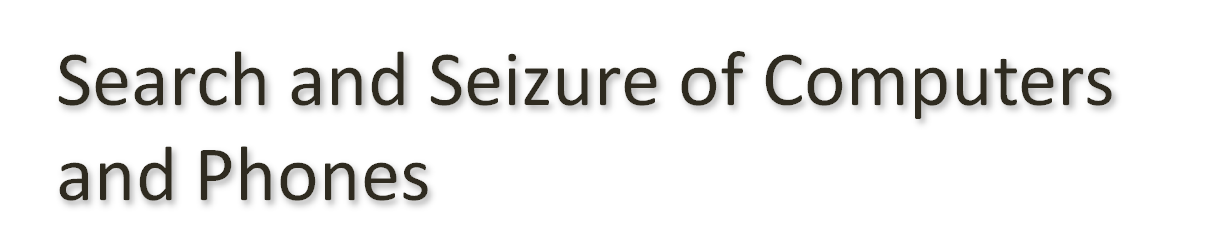 Search and Seizure of Computers
and Phones